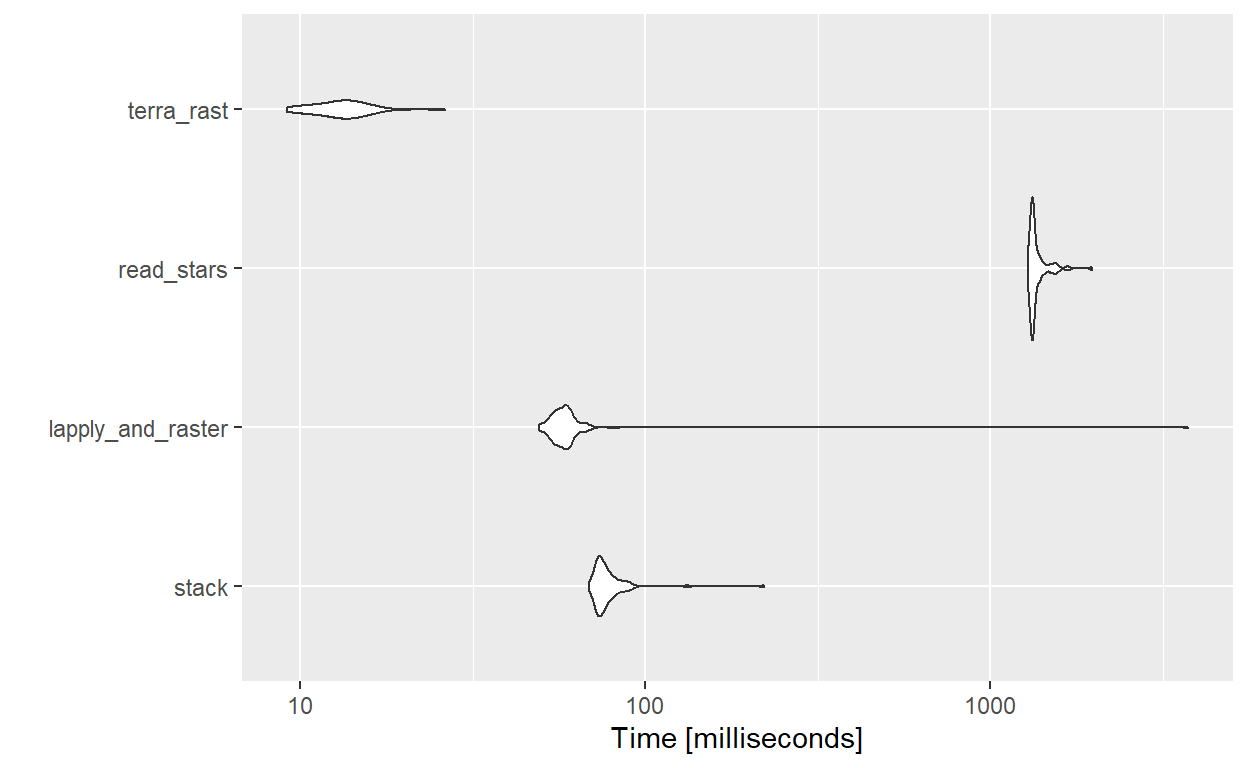 terra_rast
read_stars
lapply_and_raster
stack
10 100 1000
Time [milliseconds]